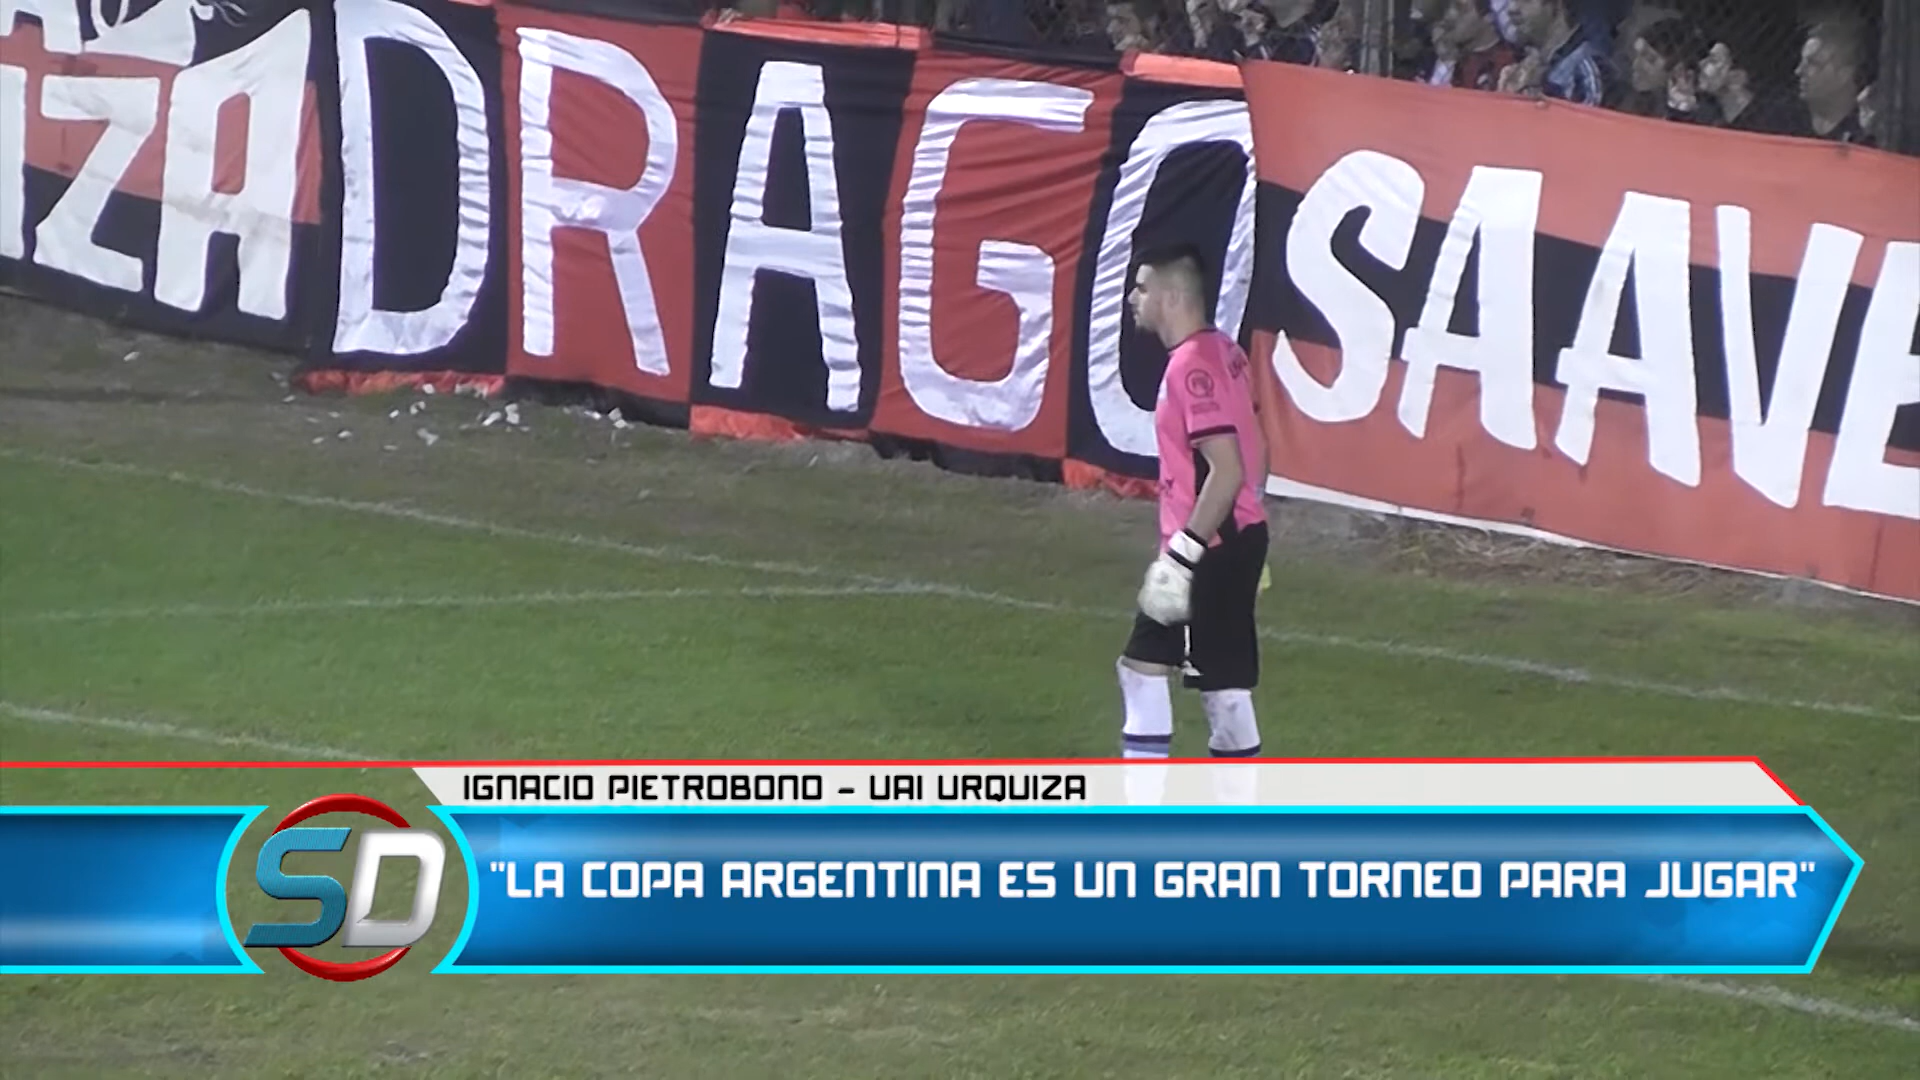 IZA DRAGO SAAVE
IGNACIO PIETROBONO - UAI URQUIZA
SD
"LA COPA ARGENTINA ES UN GRAN TORNEO PARA JUGAR"